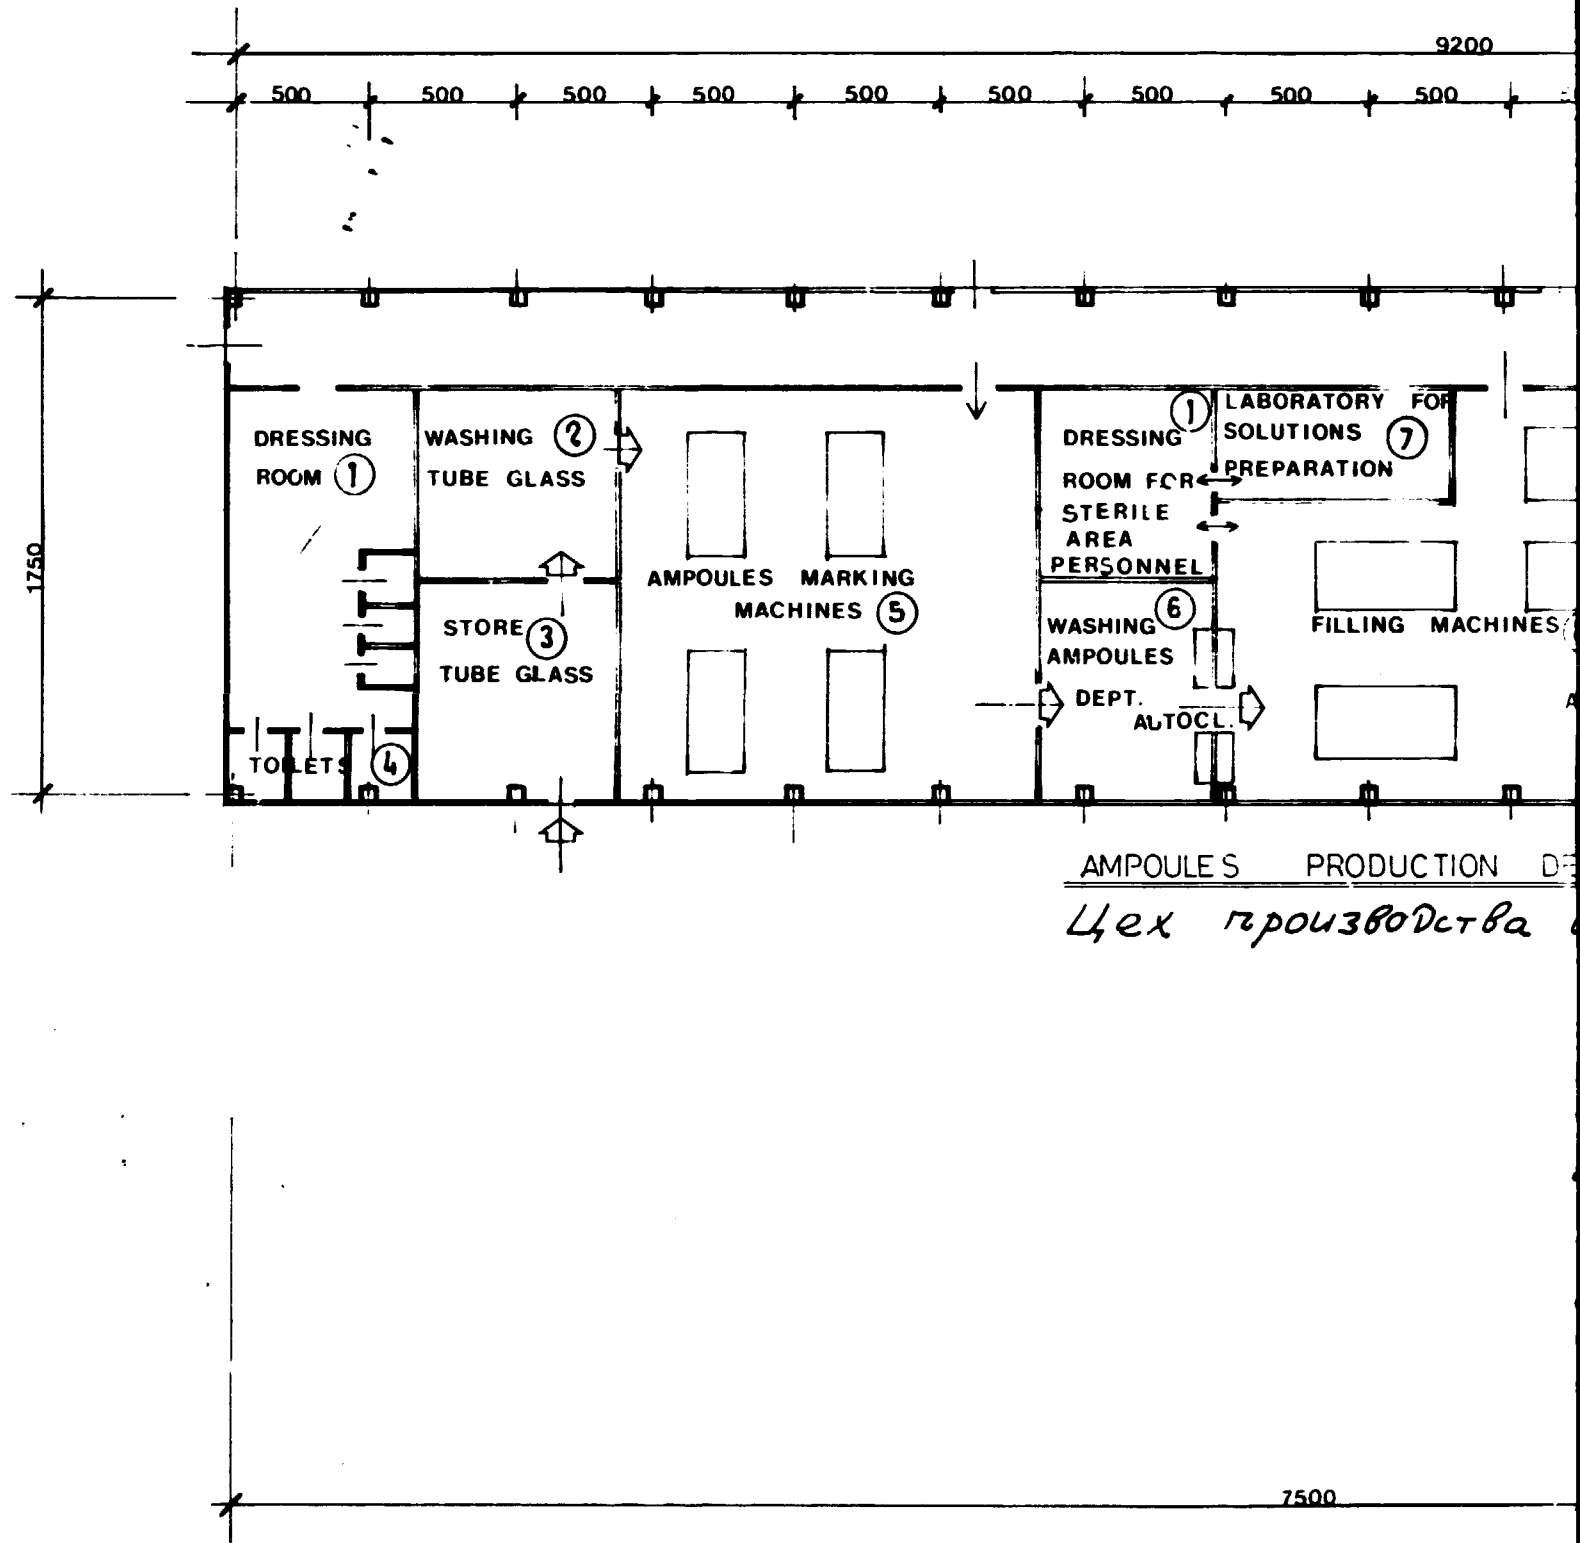 9200
500 500 500 500 500 500 500 500 500
1750
DRESSING
ROOM 1
WASHING 2
TUBE GLASS
STORE 3
TUBE GLASS
TOILETS 4
AMPOULES MARKING
MACHINES 5
DRESSING 1
ROOM FOR
STERILE
AREA
PERSONNEL
LABORATORY FOR
SOLUTIONS 7
PREPARATION
6
WASHING
AMPOULES
DEPT.
AUTOCL.
FILLING MACHINES
AMPOULES PRODUCTION
Цех производства
7500